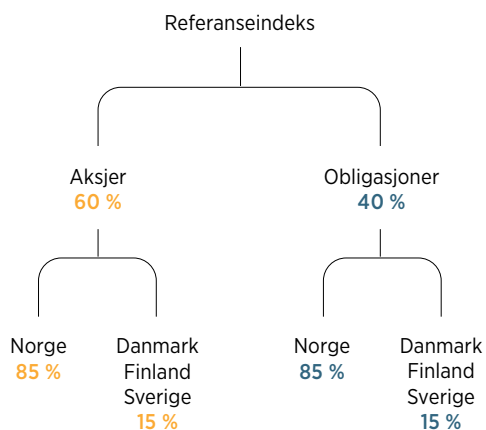 Referanseindeks
Aksjer
60 %
Obligasjoner
40 %
Norge
85 %
Danmark
Finland
Sverige
15 %
Norge
85 %
Danmark
Finland
Sverige
15 %